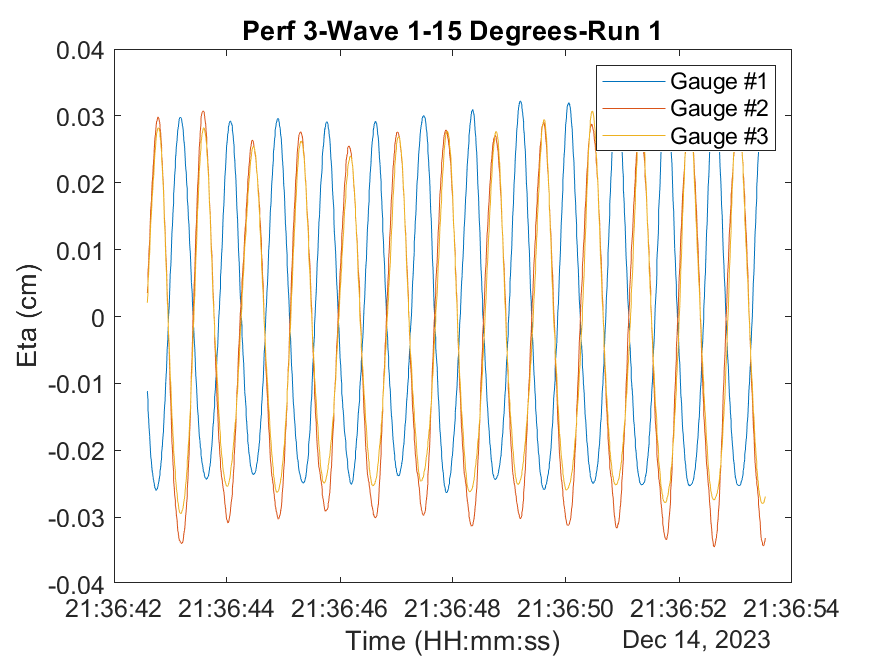 Perf 3-Wave 1-15 Degrees-Run 1
Gauge #1
Gauge #2
Gauge #3
0.04
0.03
0.02
0.01
0
-0.01
-0.02
-0.03
-0.04
Eta (cm)
21:36:42 21:36:44 21:36:46 21:36:48 21:36:50 21:36:52 21:36:54
Time (HH:mm:ss)
Dec 14, 2023